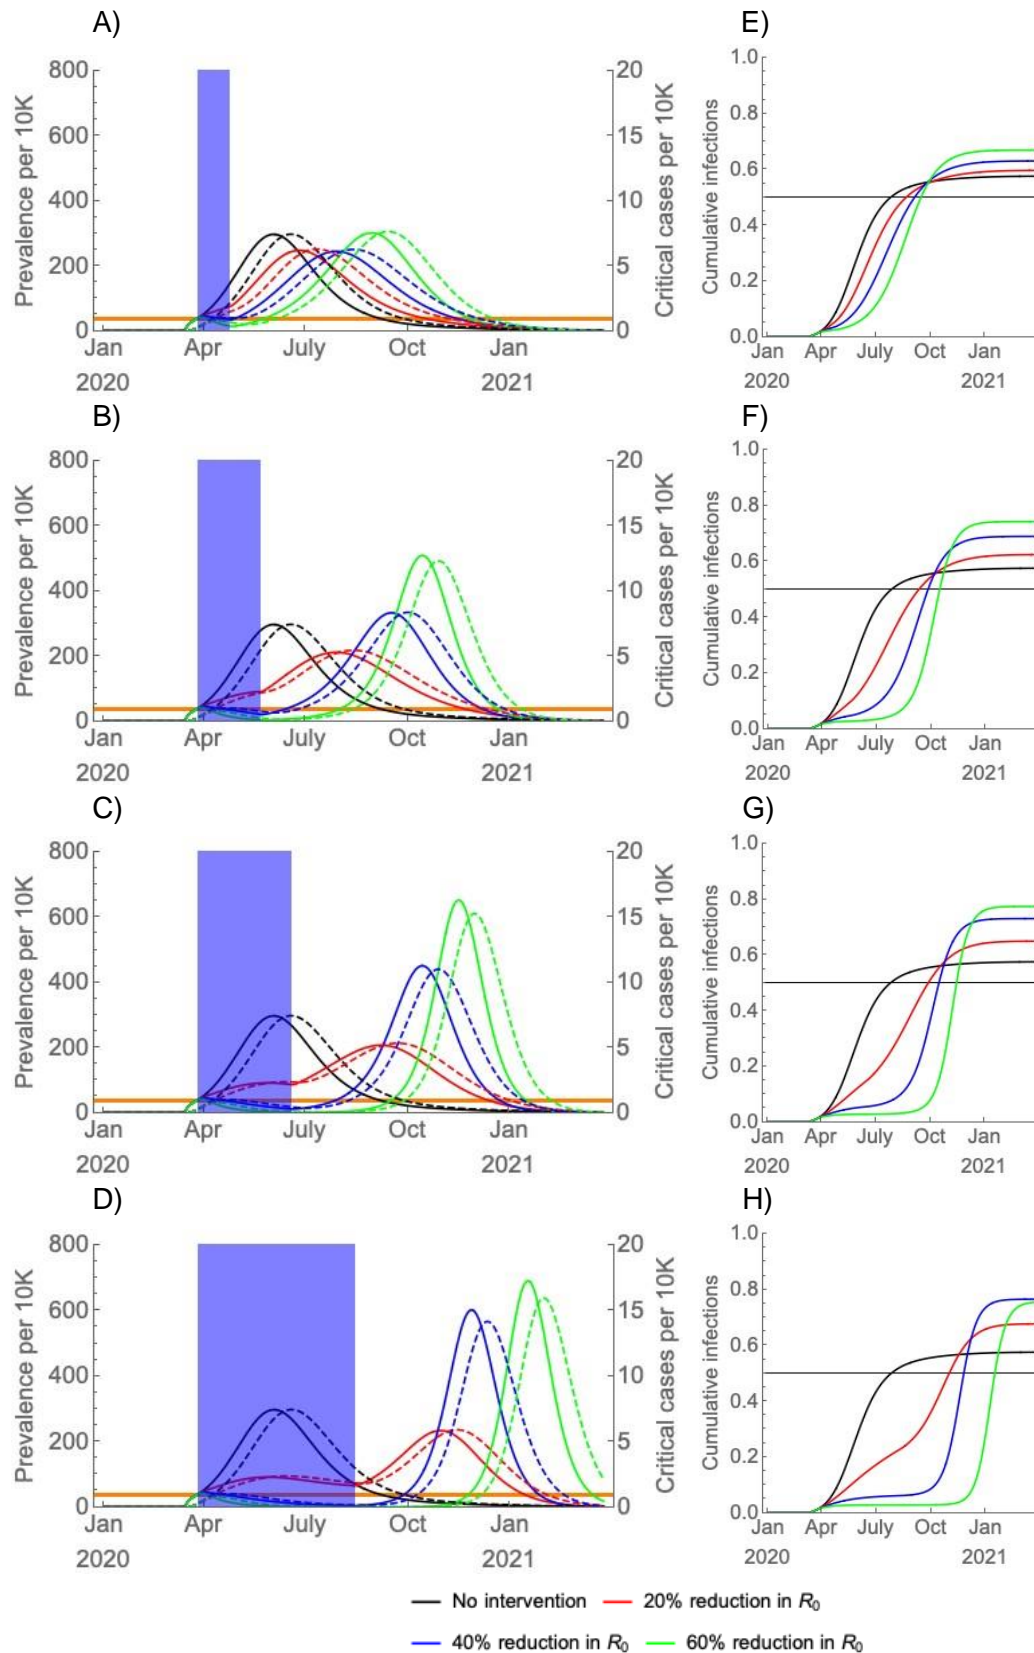 A)
E)
Prevalence per 10K
800
600
400
200
0
20
15
10
5
0
Critical cases per 10K
Jan
Apr
July
Oct
Jan
2020
2021
Cumulative infections
1.0
0.8
0.6
0.4
0.2
0.0
Jan
Apr
July
Oct
Jan
2020
2021
B)
F)
Prevalence per 10K
800
600
400
200
0
20
15
10
5
0
Critical cases per 10K
Jan
Apr
July
Oct
Jan
2020
2021
Cumulative infections
1.0
0.8
0.6
0.4
0.2
0.0
Jan
Apr
July
Oct
Jan
2020
2021
C)
G)
Prevalence per 10K
800
600
400
200
0
20
15
10
5
0
Critical cases per 10K
Jan
Apr
July
Oct
Jan
2020
2021
Cumulative infections
1.0
0.8
0.6
0.4
0.2
0.0
Jan
Apr
July
Oct
Jan
2020
2021
D)
H)
Prevalence per 10K
800
600
400
200
0
20
15
10
5
0
Critical cases per 10K
Jan
Apr
July
Oct
Jan
2020
2021
Cumulative infections
1.0
0.8
0.6
0.4
0.2
0.0
Jan
Apr
July
Oct
Jan
2020
2021
No intervention
20% reduction in R₀
40% reduction in R₀
60% reduction in R₀